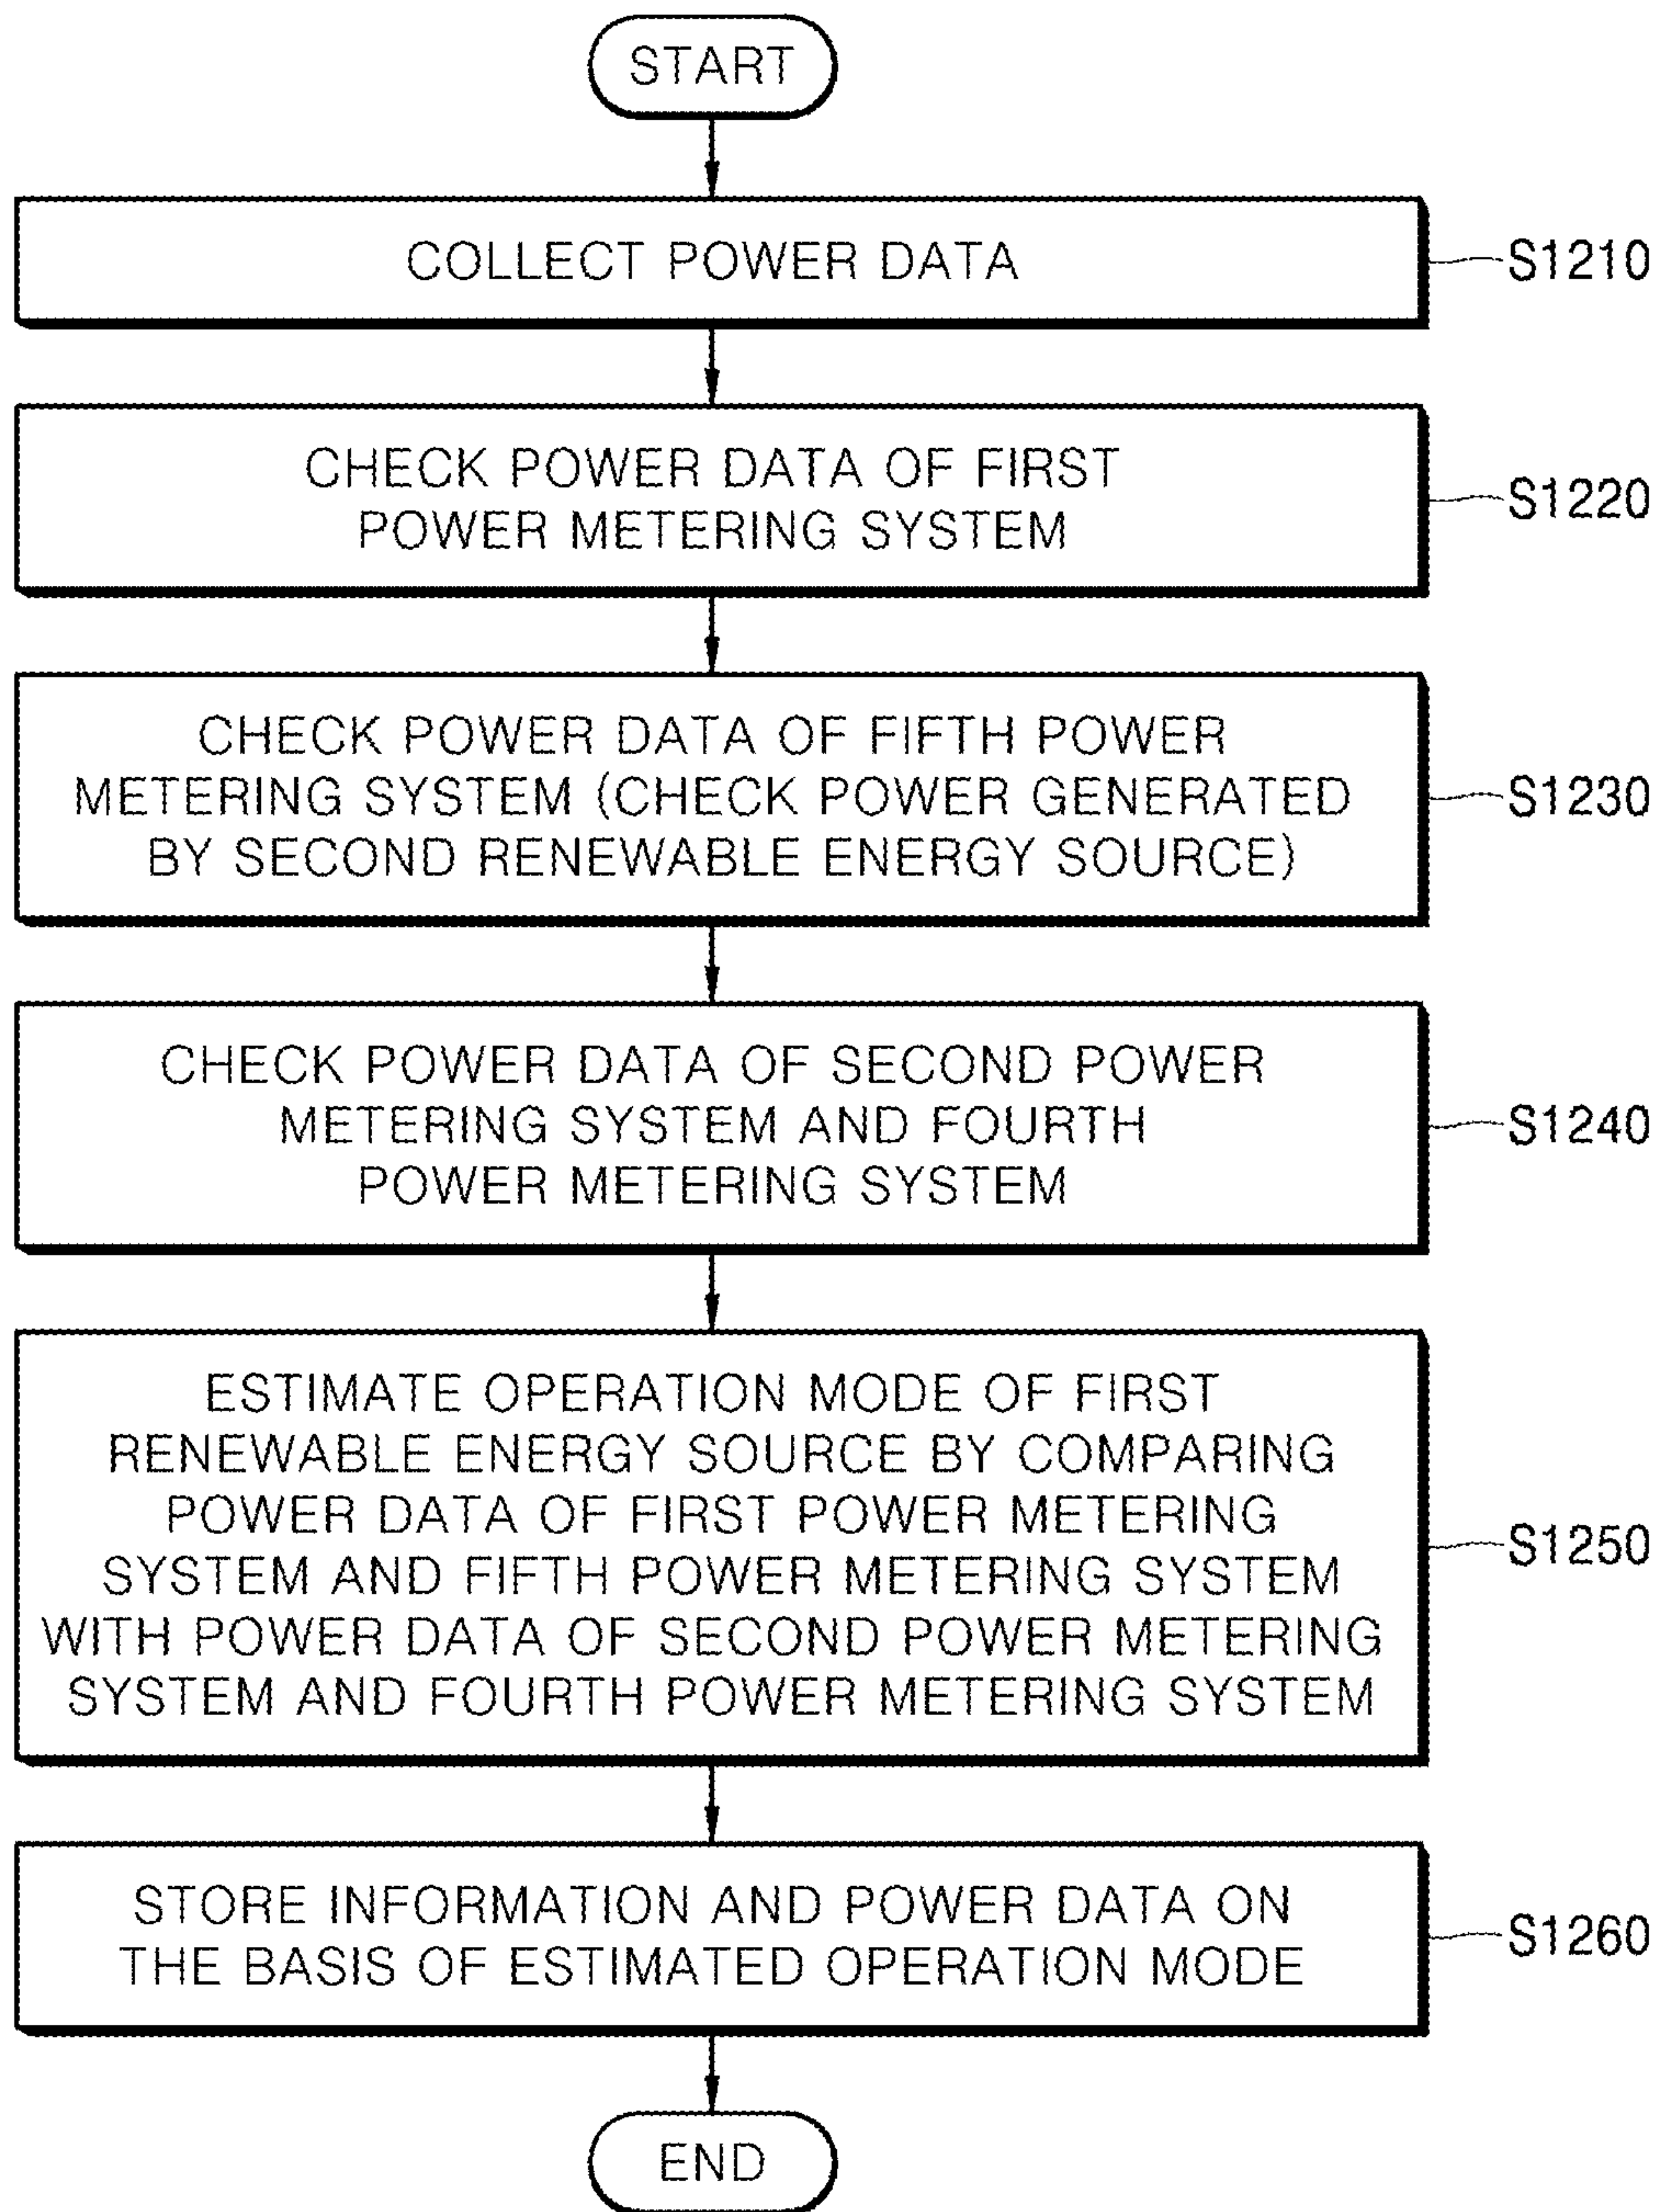 START
COLLECT POWER DATA
S1210
CHECK POWER DATA OF FIRST
POWER METERING SYSTEM
S1220
CHECK POWER DATA OF FIFTH POWER
METERING SYSTEM (CHECK POWER GENERATED
BY SECOND RENEWABLE ENERGY SOURCE)
S1230
CHECK POWER DATA OF SECOND POWER
METERING SYSTEM AND FOURTH
POWER METERING SYSTEM
S1240
ESTIMATE OPERATION MODE OF FIRST
RENEWABLE ENERGY SOURCE BY COMPARING
POWER DATA OF FIRST POWER METERING
SYSTEM AND FIFTH POWER METERING SYSTEM
WITH POWER DATA OF SECOND POWER METERING
SYSTEM AND FOURTH POWER METERING SYSTEM
S1250
STORE INFORMATION AND POWER DATA ON
THE BASIS OF ESTIMATED OPERATION MODE
S1260
END